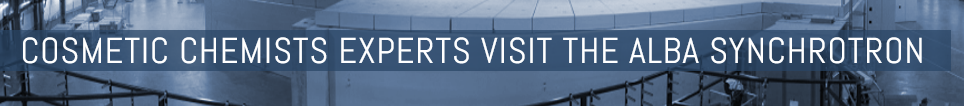 COSMETIC CHEMISTS EXPERTS VISIT THE ALBA SYNCHROTRON